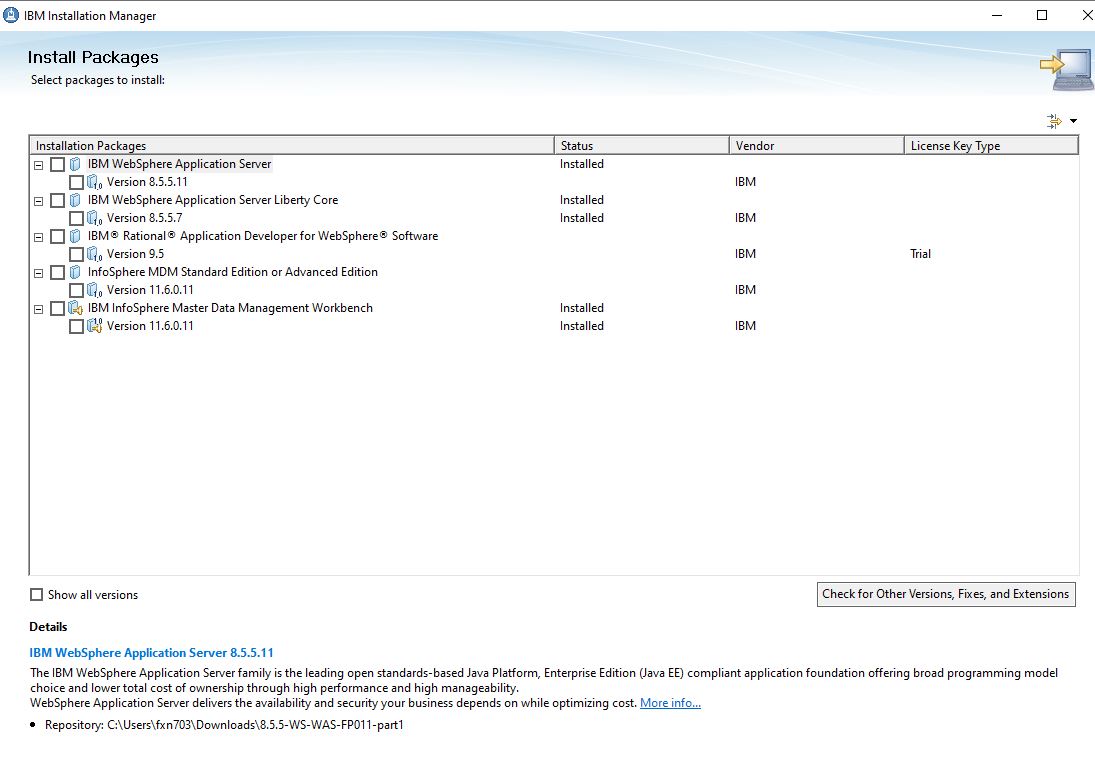 IBM Installation Manager
Install Packages
Select packages to install:
Installation Packages Status Vendor License Key Type
IBM WebSphere Application Server Installed
Version 8.5.5.11 IBM
IBM WebSphere Application Server Liberty Core Installed
Version 8.5.5.7 Installed IBM
IBM® Rational® Application Developer for WebSphere® Software
Version 9.5 IBM Trial
InfoSphere MDM Standard Edition or Advanced Edition
Version 11.6.0.11 IBM
IBM InfoSphere Master Data Management Workbench Installed
Version 11.6.0.11 Installed IBM
Show all versions Check for Other Versions, Fixes, and Extensions
Details
IBM WebSphere Application Server 8.5.5.11
The IBM WebSphere Application Server family is the leading open standards-based Java Platform, Enterprise Edition (Java EE) compliant application foundation offering broad programming model
choice and lower total cost of ownership through high performance and high manageability.
WebSphere Application Server delivers the availability and security your business depends on while optimizing cost. More info...
• Repository: C:\Users\fxn703\Downloads\8.5.5-WS-WAS-FP011-part1